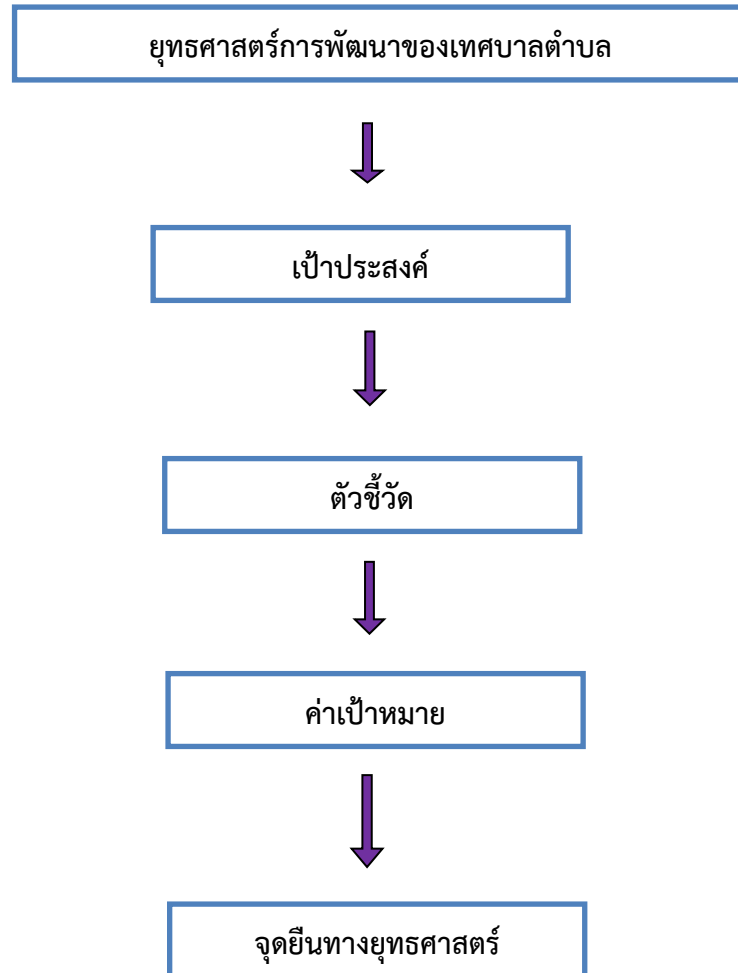 ยุทธศาสตร์การพัฒนาของเทศบาลตำบล
เป้าประสงค์
ตัวชี้วัด
ค่าเป้าหมาย
จุดยืนทางยุทธศาสตร์